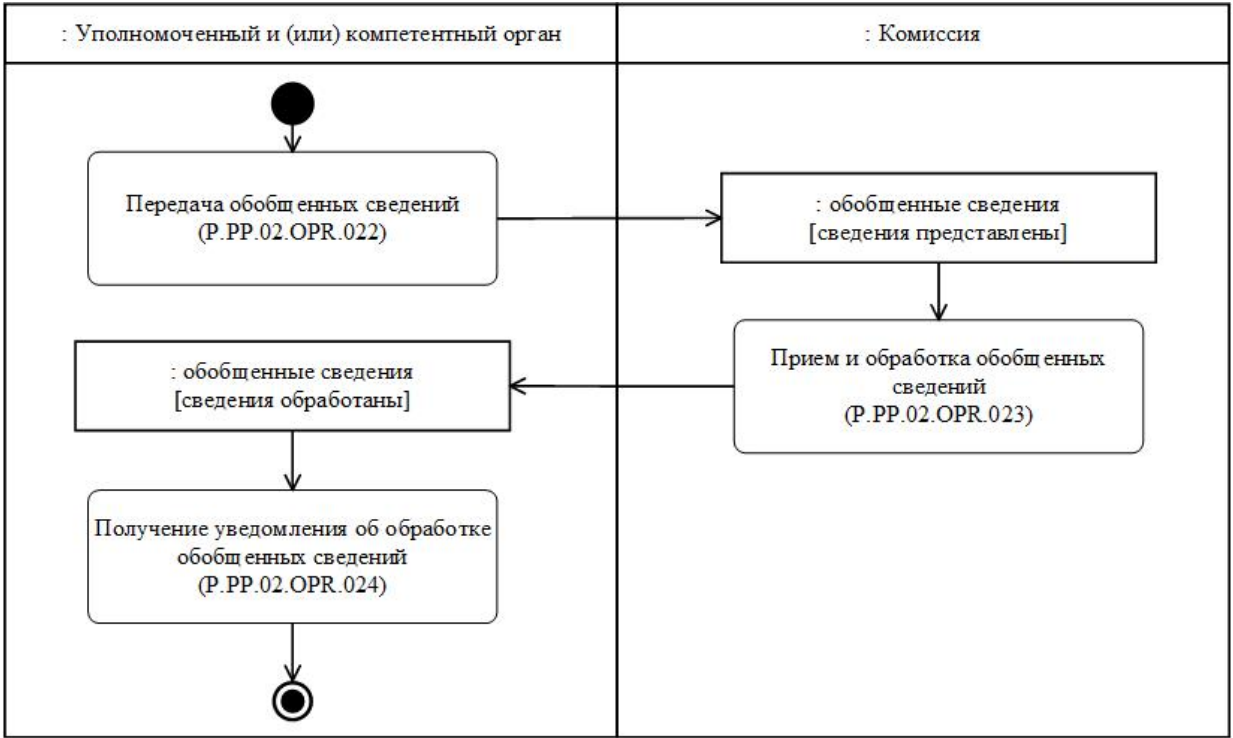 : Уполномоченный и (или) компетентный орган
: Комиссия
Передача обобщенных сведений
(P.PP.02.OPR.022)
: обобщенные сведения
[сведения представлены]
Прием и обработка обобщенных
сведений
(P.PP.02.OPR.023)
: обобщенные сведения
[сведения обработаны]
Получение уведомления об обработке
обобщенных сведений
(P.PP.02.OPR.024)